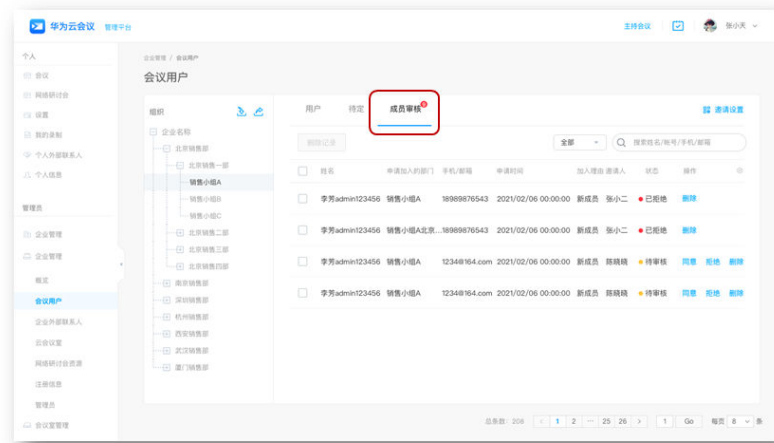 华为云会议 管理平台
主持会议
张小天
个人
会议
网络研讨会
设置
我的录制
个人外部联系人
个人信息
管理员
企业管理
企业管理
概览
会议用户
企业外部联系人
云会议室
网络研讨会资源
注册信息
管理员
会议室管理
企业管理 / 会议用户
会议用户
组织
企业名称
北京销售部
北京销售一部
销售小组A
销售小组B
销售小组C
北京销售二部
北京销售三部
北京销售四部
南京销售部
深圳销售部
杭州销售部
西安销售部
武汉销售部
厦门销售部
用户 待定 成员审核
邀请设置
删除记录
全部
搜索姓名/账号/手机/邮箱
姓名 申请加入的部门 手机/邮箱 申请时间 加入理由 邀请人 状态 操作
李芳admin123456 销售小组A 18989876543 2021/02/06 00:00:00 新成员 张小二 已拒绝 删除
李芳admin123456 销售小组A北京... 18989876543 2021/02/06 00:00:00 新成员 张小二 已拒绝 删除
李芳admin123456 销售小组A 1234@164.com 2021/02/06 00:00:00 新成员 陈晓晓 待审核 同意 拒绝 删除
李芳admin123456 销售小组A 1234@164.com 2021/02/06 00:00:00 新成员 陈晓晓 待审核 同意 拒绝 删除
总条数: 208 < 1 2 ... 25 26 > 1 Go 每页 8 条